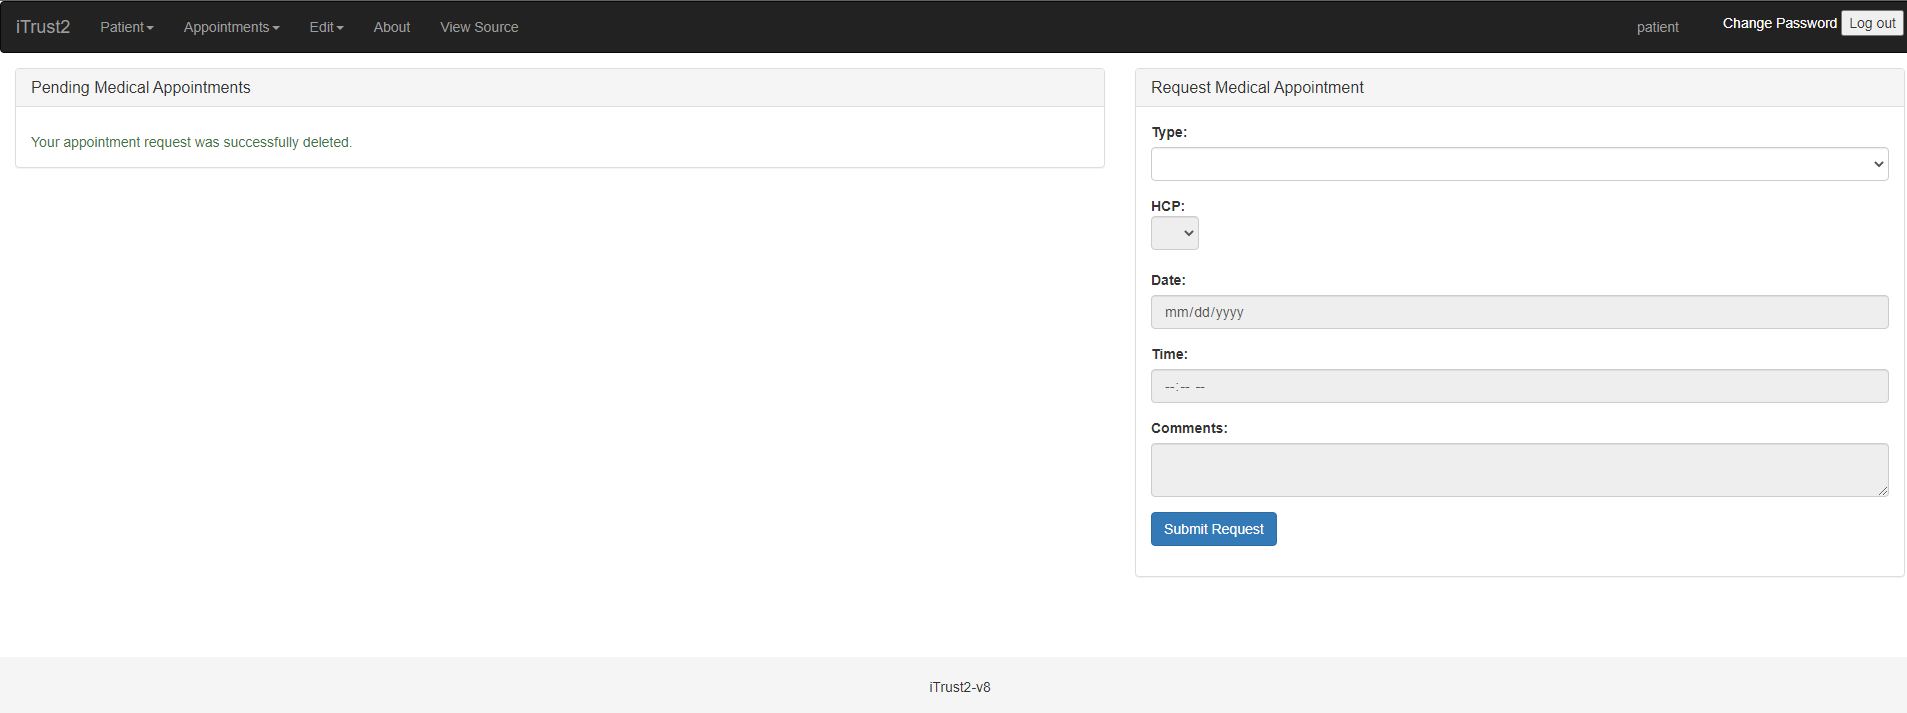 iTrust2 Patient Appointments Edit About View Source patient Change Password Log out
Pending Medical Appointments
Your appointment request was successfully deleted.
Request Medical Appointment
Type:
HCP:
Date:
mm/dd/yyyy
Time:
--:-- --
Comments:
Submit Request
iTrust2-v8